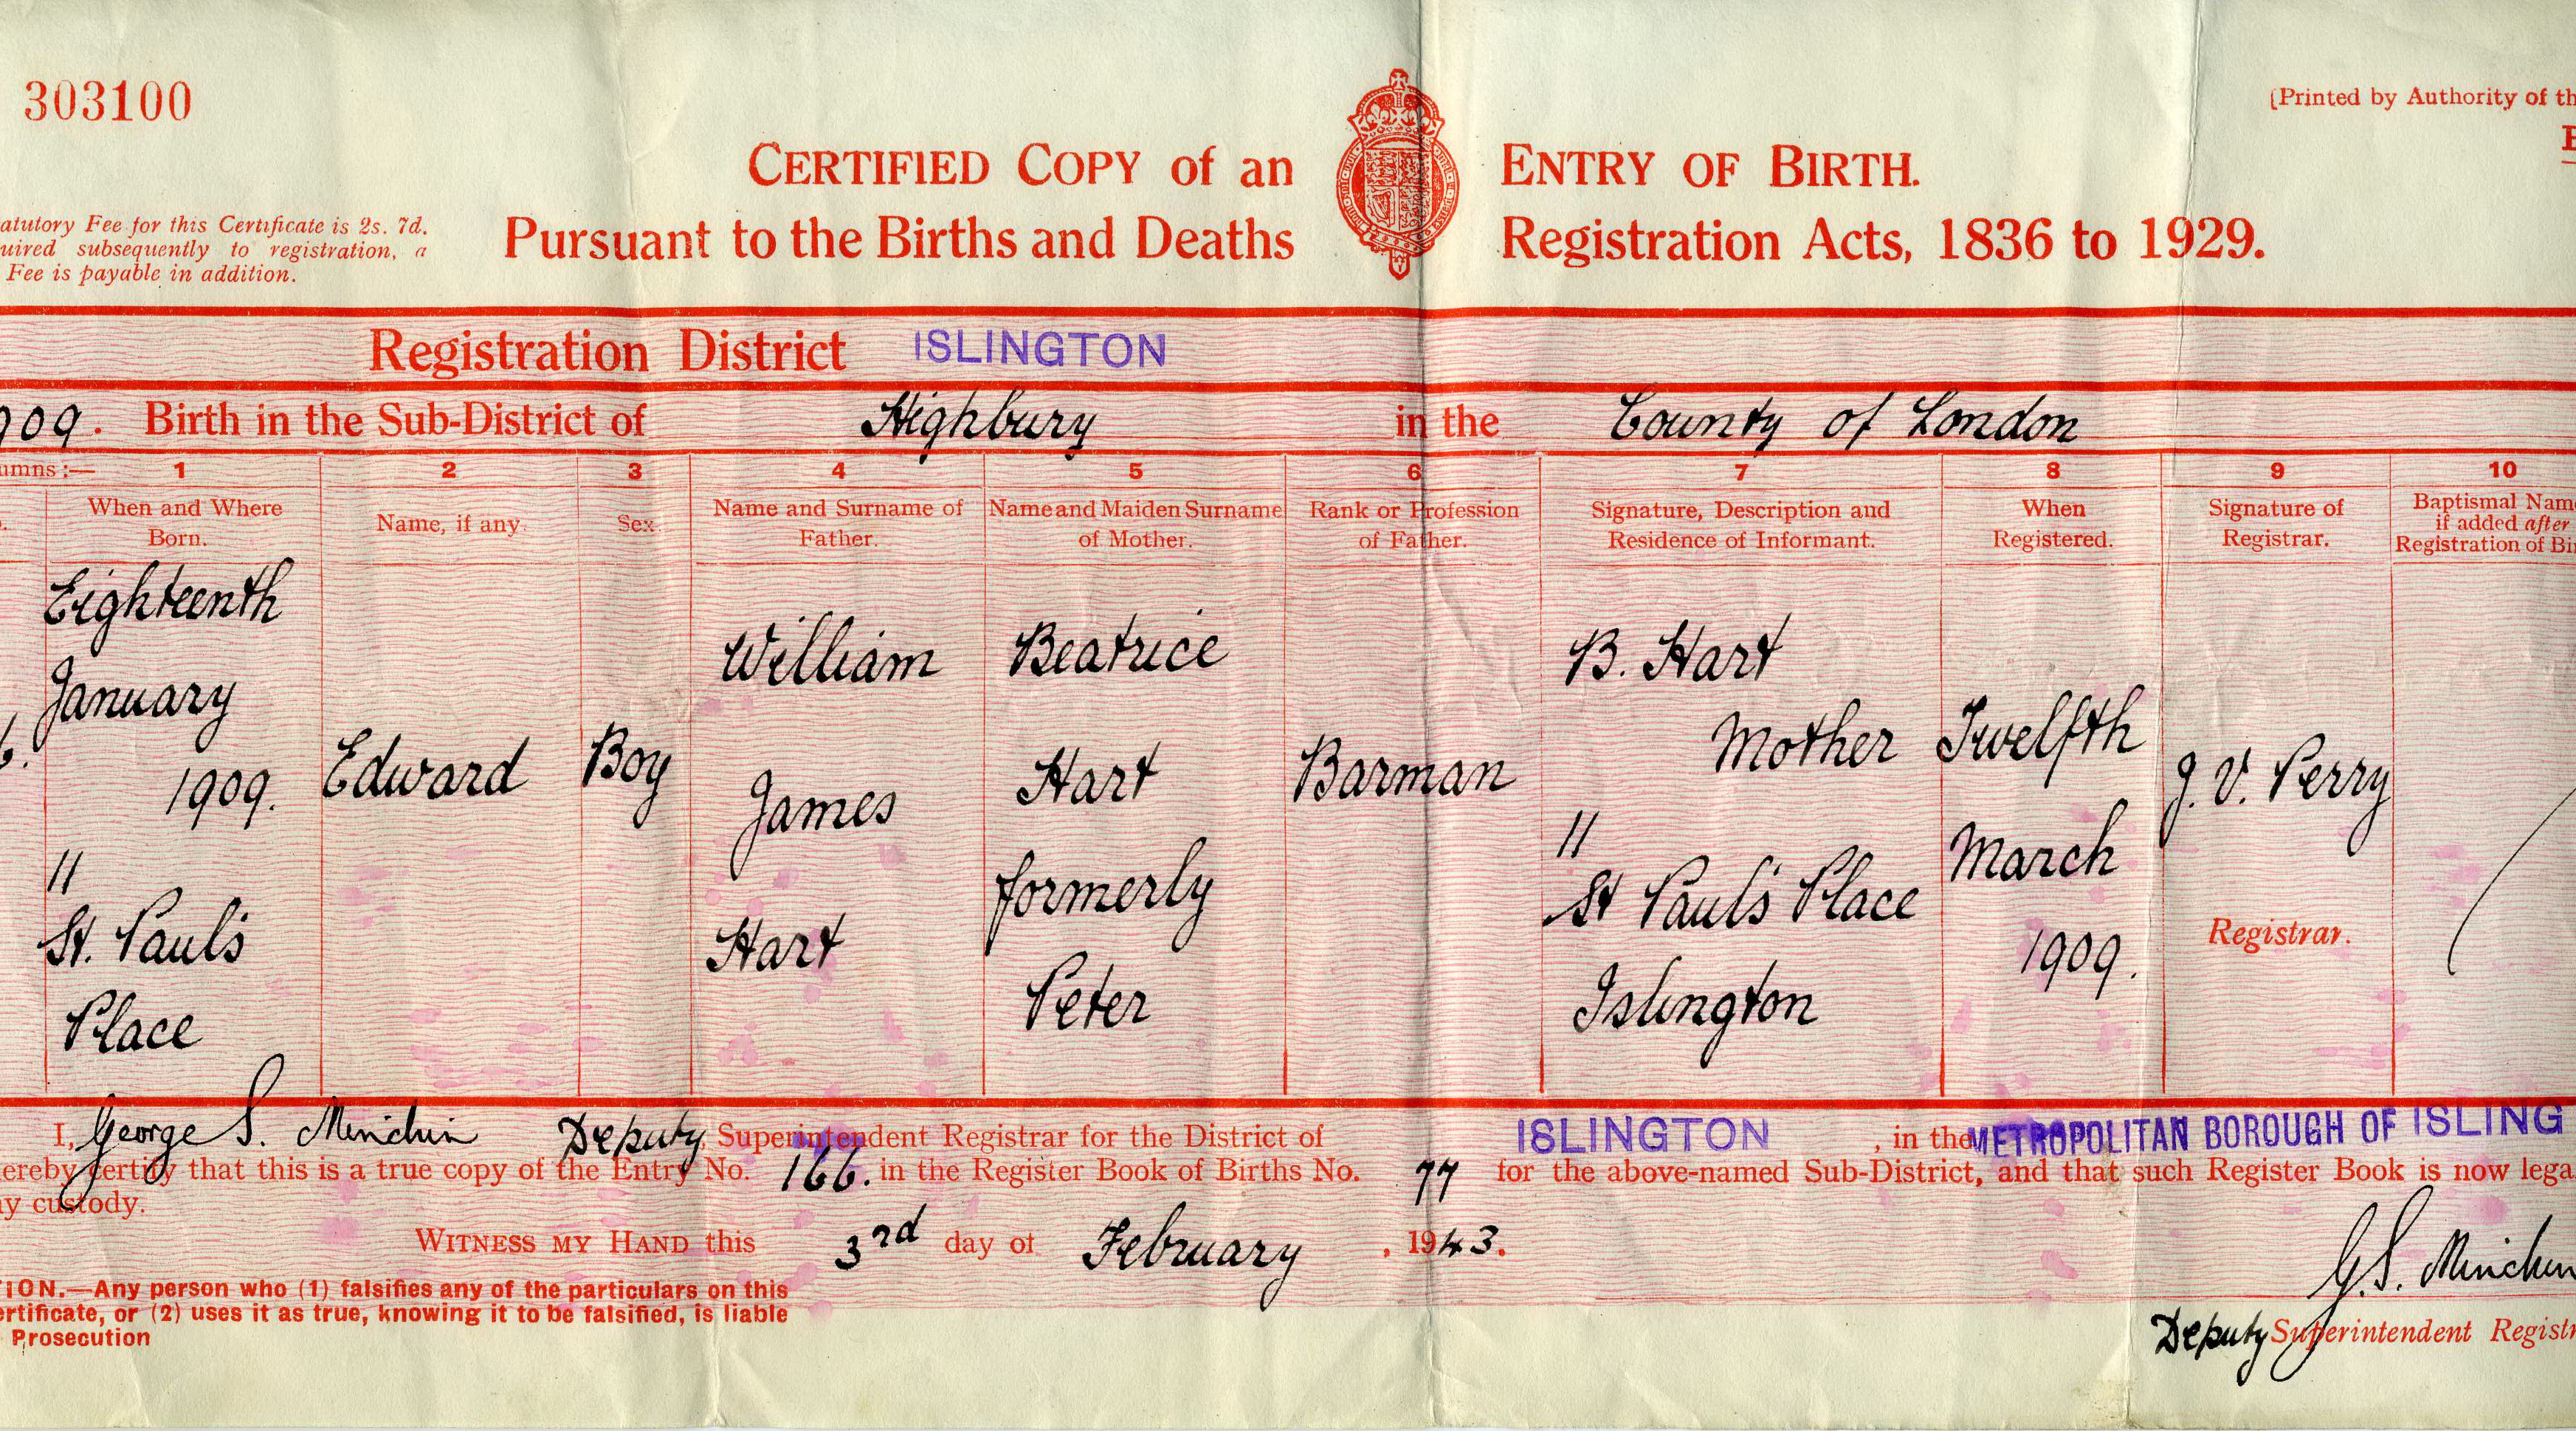 303100
[Printed by Authority of th
CERTIFIED COPY of an ENTRY OF BIRTH.
Pursuant to the Births and Deaths Registration Acts, 1836 to 1929.
atutory Fee for this Certificate is 2s. 7d.
uired subsequently to registration, a
Fee is payable in addition.
Registration District ISLINGTON
909. Birth in the Sub-District of Highbury in the County of London
umns :— 1 2 3 4 5 6 7 8 9 10
When and Where Born.
Name, if any.
Sex.
Name and Surname of Father.
Name and Maiden Surname of Mother.
Rank or Profession of Father.
Signature, Description and Residence of Informant.
When Registered.
Signature of Registrar.
Baptismal Nam
if added after
Registration of Bir
6.
Eighteenth
January
1909.
11
St. Paul's
Place
Edward
Boy
William
James
Hart
Beatrice
Hart
formerly
Peter
Barman
B. Hart
Mother
11
St Paul's Place
Islington
Twelfth
March
1909.
J. V. Perry
Registrar.
I, George S. Minchin Deputy Superintendent Registrar for the District of ISLINGTON, in the METROPOLITAN BOROUGH OF ISLING
ereby certify that this is a true copy of the Entry No. 166. in the Register Book of Births No. 77 for the above-named Sub-District, and that such Register Book is now lega
y custody.
WITNESS MY HAND this 3rd day of February, 1943.
G.S. Minchin
Deputy Superintendent Registr
TION.—Any person who (1) falsifies any of the particulars on this
ertificate, or (2) uses it as true, knowing it to be falsified, is liable
Prosecution